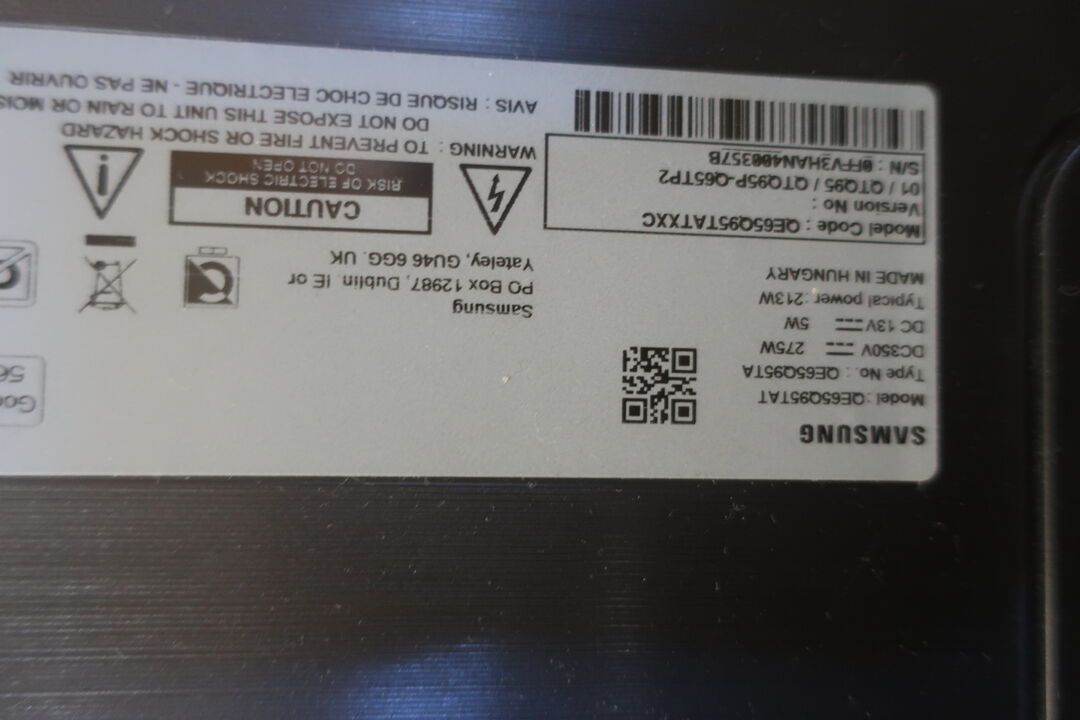 SAMSUNG
Model :QE65Q95TAT
Type No. : QE65Q95TA
DC350V 275W
DC 13V 5W
Typical power :213W
MADE IN HUNGARY
Model Code : QE65Q95TATXXC
Version No :
01 / QTQ95 / QTQ95P-Q65TP2
S/N : 0FFV3HAN400357B
Samsung
PO Box 12987, Dublin. IE or
Yateley, GU46 6GG. UK
CAUTION
RISK OF ELECTRIC SHOCK
DO NOT OPEN
WARNING : TO PREVENT FIRE OR SHOCK HAZARD
DO NOT EXPOSE THIS UNIT TO RAIN OR
AVIS : RISQUE DE CHOC ELECTRIQUE - NE PAS OUVRIR